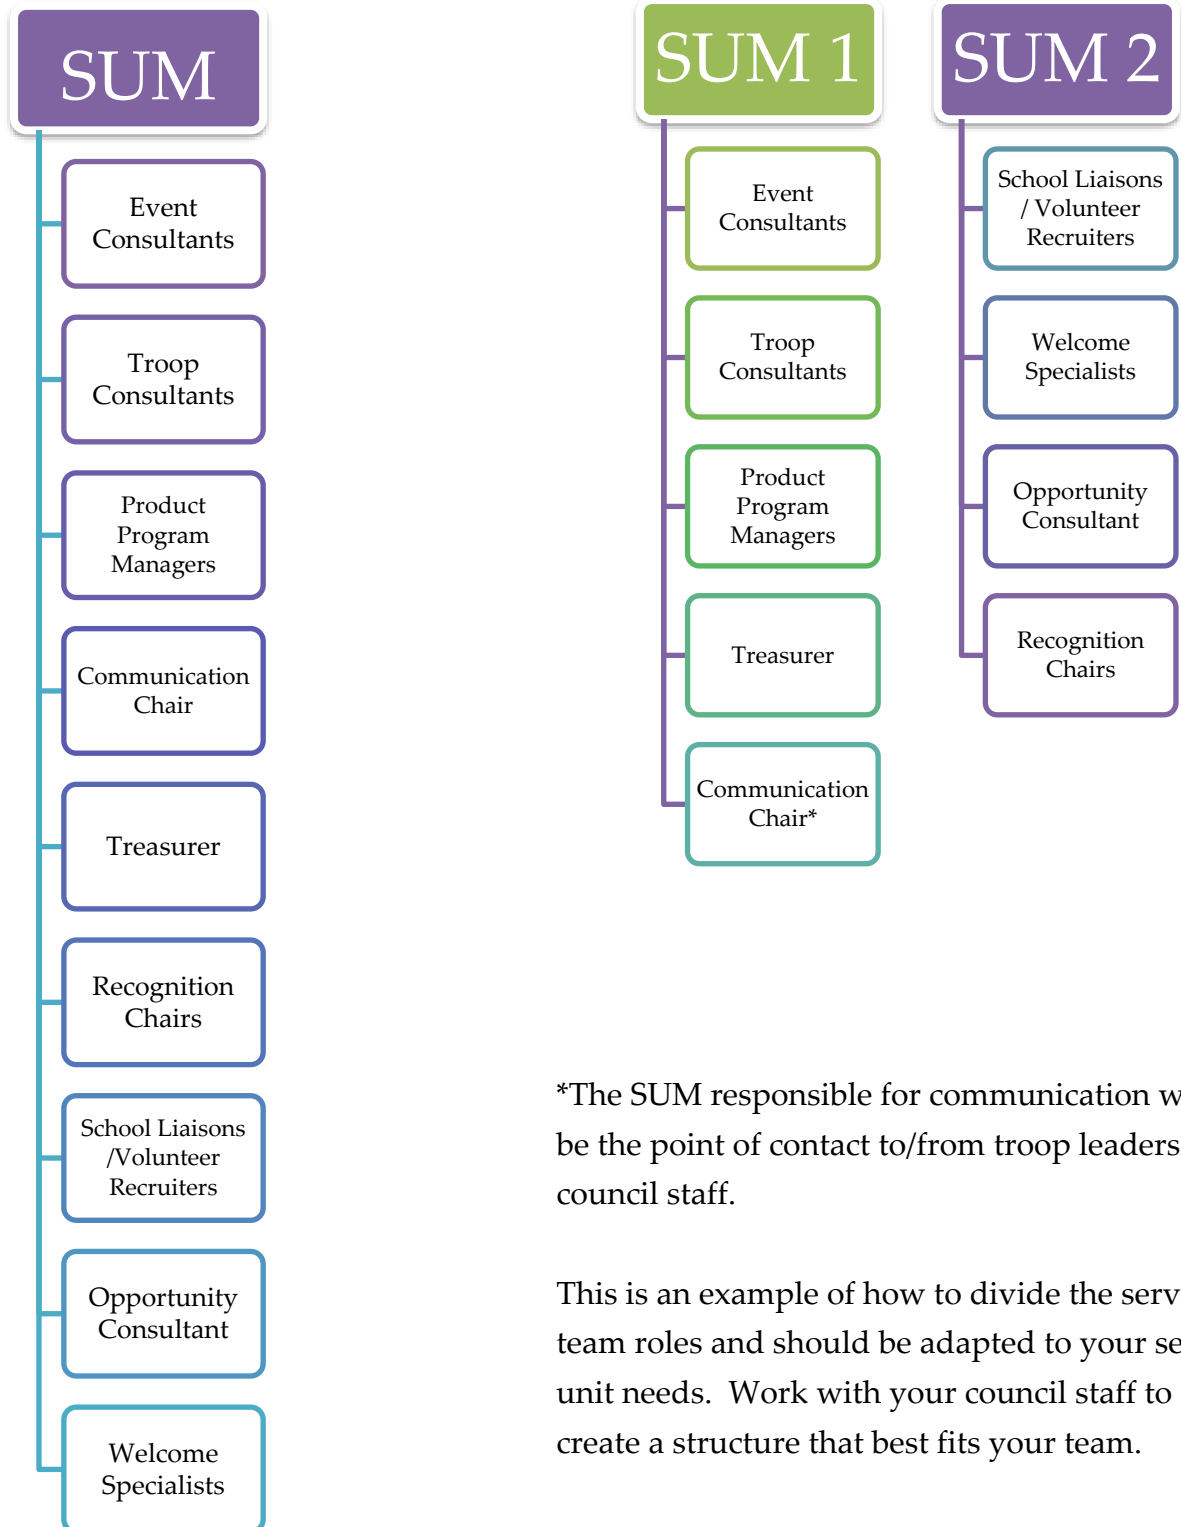 SUM
Event
Consultants
Troop
Consultants
Product
Program
Managers
Communication
Chair
Treasurer
Recognition
Chairs
School Liaisons
/Volunteer
Recruiters
Opportunity
Consultant
Welcome
Specialists
SUM 1
Event
Consultants
Troop
Consultants
Product
Program
Managers
Treasurer
Communication
Chair*
SUM 2
School Liaisons
/ Volunteer
Recruiters
Welcome
Specialists
Opportunity
Consultant
Recognition
Chairs
*The SUM responsible for communication
be the point of contact to/from troop leaders
council staff.
This is an example of how to divide the
team roles and should be adapted to your
unit needs.  Work with your council staff to
create a structure that best fits your team.